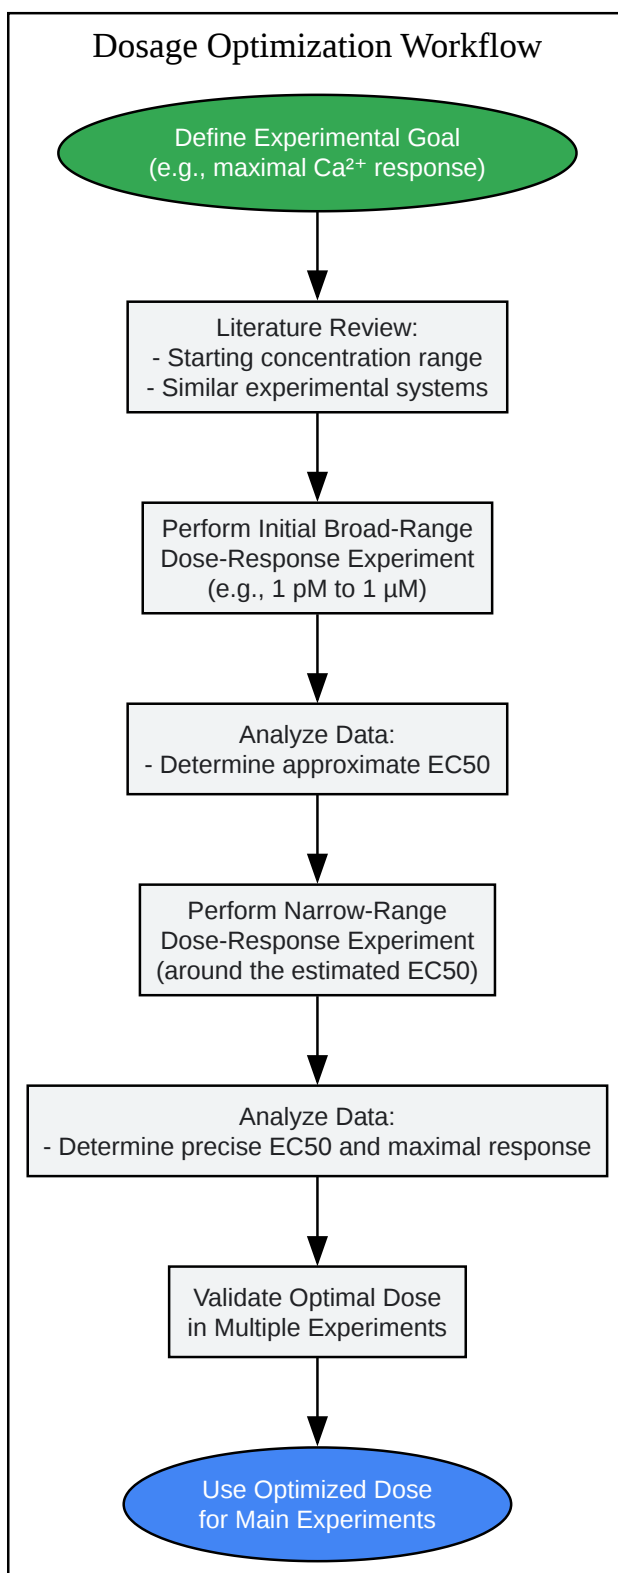 Dosage Optimization Workflow
Define Experimental Goal
(e.g., maximal Ca²⁺ response)
Literature Review:
- Starting concentration range
- Similar experimental systems
Perform Initial Broad-Range
Dose-Response Experiment
(e.g., 1 pM to 1 µM)
Analyze Data:
- Determine approximate EC50
Perform Narrow-Range
Dose-Response Experiment
(around the estimated EC50)
Analyze Data:
- Determine precise EC50 and maximal response
Validate Optimal Dose
in Multiple Experiments
Use Optimized Dose
for Main Experiments